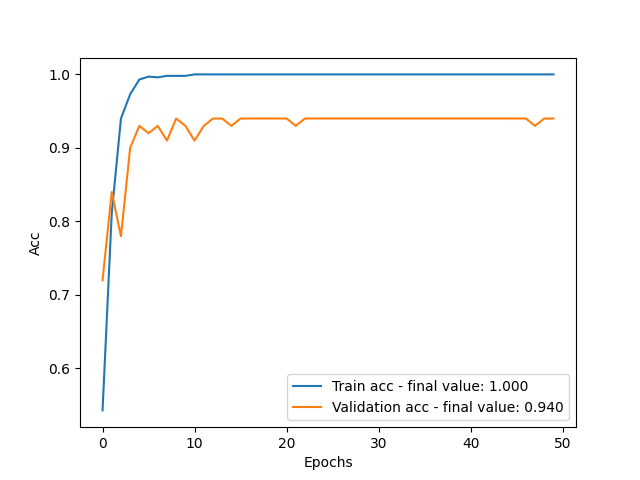 1.0
0.9
0.8
0.7
0.6
Acc
0 10 20 30 40 50
Epochs
Train acc - final value: 1.000
Validation acc - final value: 0.940